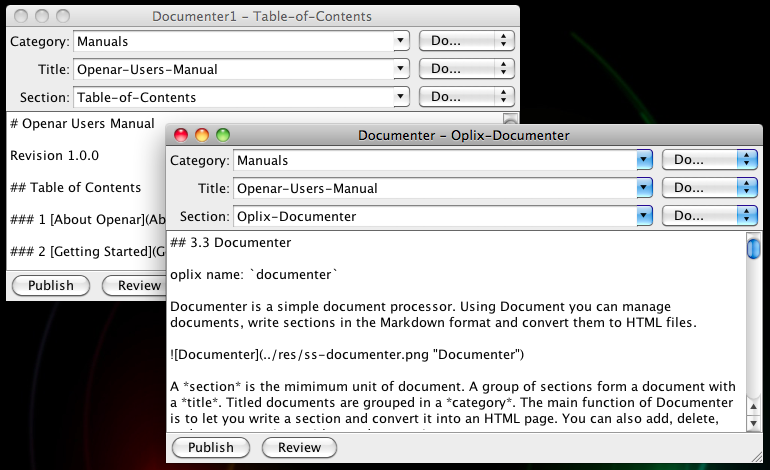 Documenter1 - Table-of-Contents
Category: Manuals Do...
Title: Openar-Users-Manual Do...
Section: Table-of-Contents Do...
# Openar Users Manual
Revision 1.0.0
## Table of Contents
### 1 [About Openar](Ab
### 2 [Getting Started](G
Publish Review
Documenter - Oplix-Documenter
Category: Manuals Do...
Title: Openar-Users-Manual Do...
Section: Oplix-Documenter Do...
## 3.3 Documenter
oplix name: `documenter`
Documenter is a simple document processor. Using Document you can manage
documents, write sections in the Markdown format and convert them to HTML files.
![Documenter](../res/ss-documenter.png "Documenter")
A *section* is the mimimum unit of document. A group of sections form a document with
a *title*. Titled documents are grouped in a *category*. The main function of Documenter
is to let you write a section and convert it into an HTML page. You can also add, delete,
Publish Review